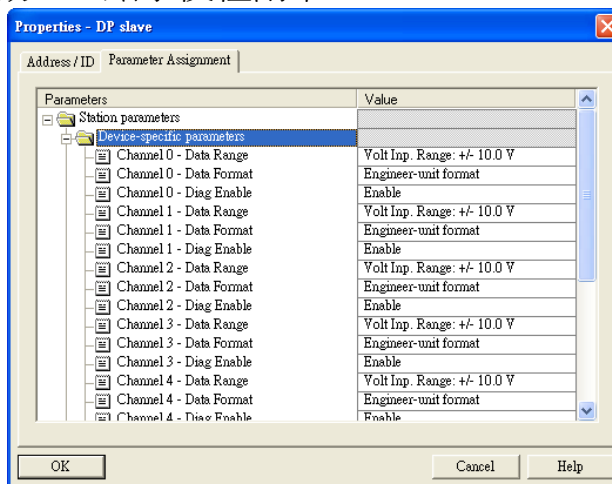 Properties - DP slave
Address / ID Parameter Assignment
Parameters Value
Station parameters
Device-specific parameters
Channel 0 - Data Range Volt Inp. Range: +/- 10.0 V
Channel 0 - Data Format Engineer-unit format
Channel 0 - Diag Enable Enable
Channel 1 - Data Range Volt Inp. Range: +/- 10.0 V
Channel 1 - Data Format Engineer-unit format
Channel 1 - Diag Enable Enable
Channel 2 - Data Range Volt Inp. Range: +/- 10.0 V
Channel 2 - Data Format Engineer-unit format
Channel 2 - Diag Enable Enable
Channel 3 - Data Range Volt Inp. Range: +/- 10.0 V
Channel 3 - Data Format Engineer-unit format
Channel 3 - Diag Enable Enable
Channel 4 - Data Range Volt Inp. Range: +/- 10.0 V
Channel 4 - Data Format Engineer-unit format
Channel 4 - Diag Enable Enable
OK Cancel Help